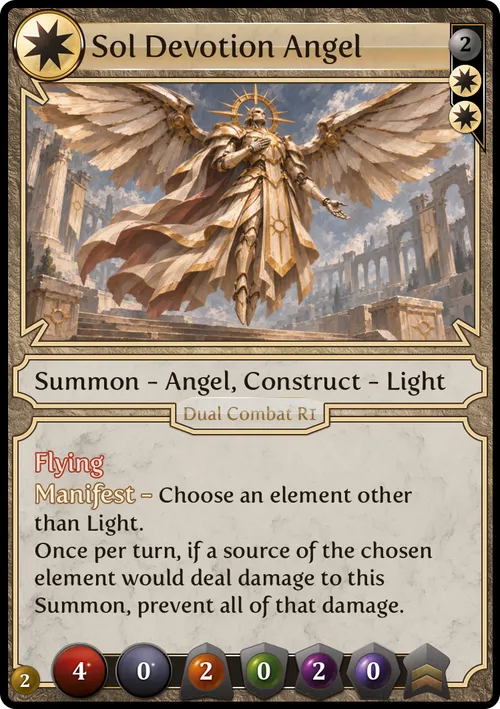 Sol Devotion Angel
2
Summon – Angel, Construct – Light
Dual Combat R1
Flying
Manifest – Choose an element other
than Light.
Once per turn, if a source of the chosen
element would deal damage to this
Summon, prevent all of that damage.
2 4* 0* 2 0 2 0